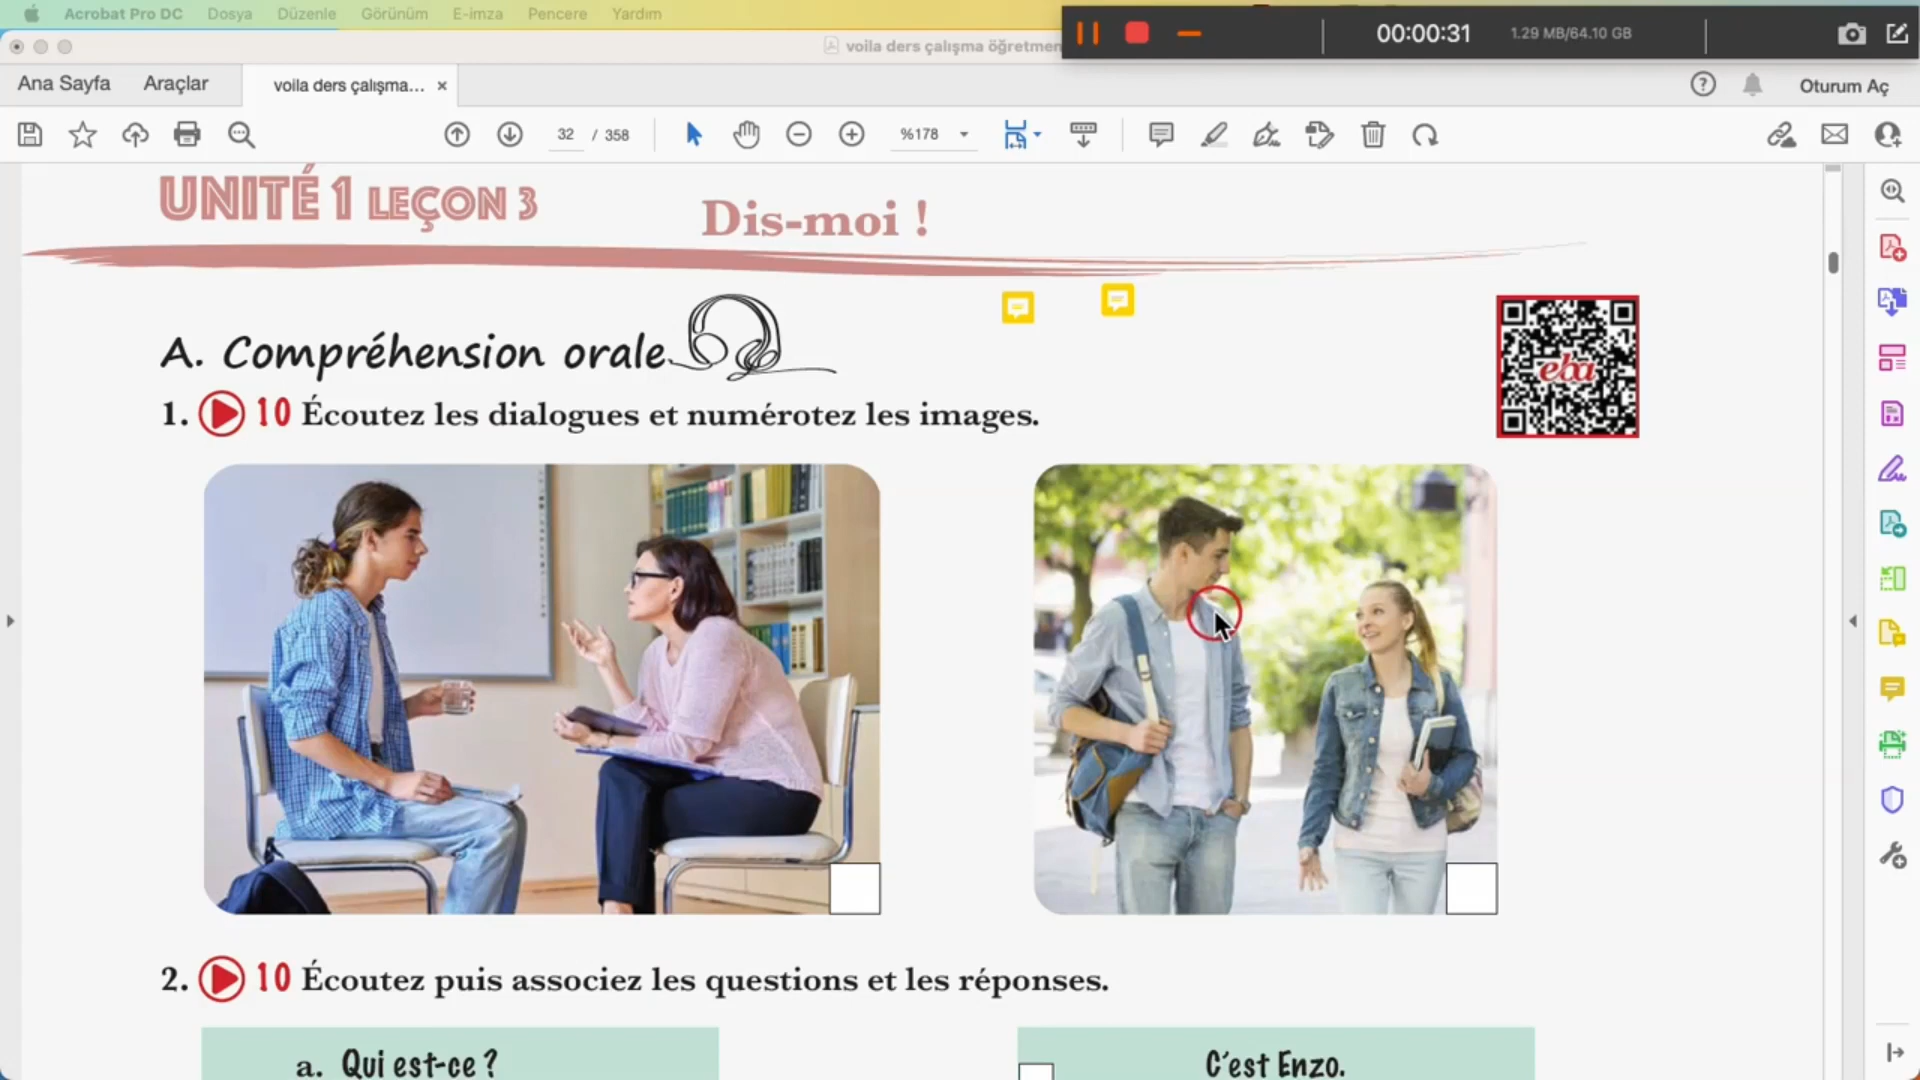 Acrobat Pro DC Dosya Düzenle Görünüm E-imza Pencere Yardım
voila ders çalışma öğretmen
00:00:31 1.29 MB/64.10 GB
Ana Sayfa Araçlar voila ders çalışma... × Oturum Aç
32 / 358 %178
UNITÉ 1 LEÇON 3 Dis-moi !
A. Compréhension orale
eba
1. 10 Écoutez les dialogues et numérotez les images.
2. 10 Écoutez puis associez les questions et les réponses.
a. Qui est-ce ? C'est Enzo.